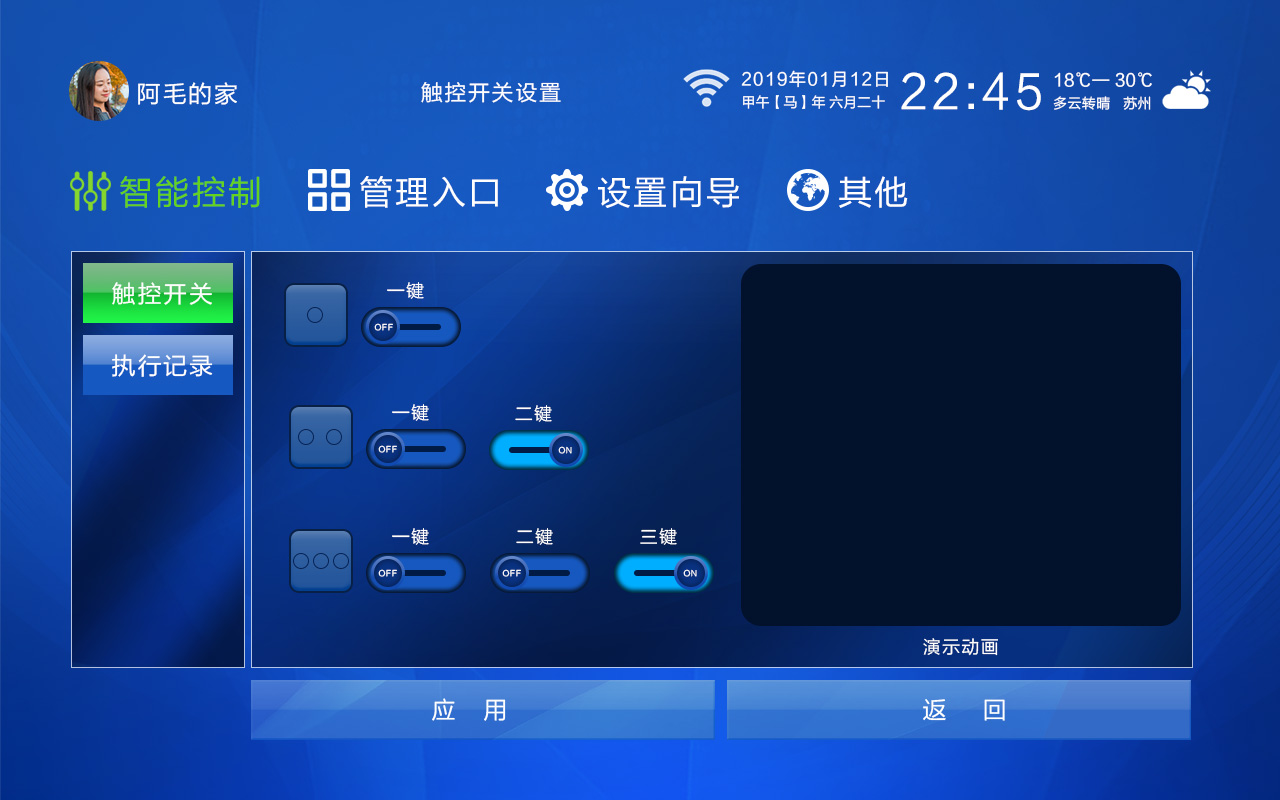 阿毛的家
触控开关设置
2019年01月12日
甲午【马】年 六月二十
22:45
18℃— 30℃
多云转晴 苏州
智能控制
管理入口
设置向导
其他
触控开关
执行记录
一键
OFF
一键 二键
OFF ON
一键 二键 三键
OFF OFF ON
演示动画
应 用
返 回